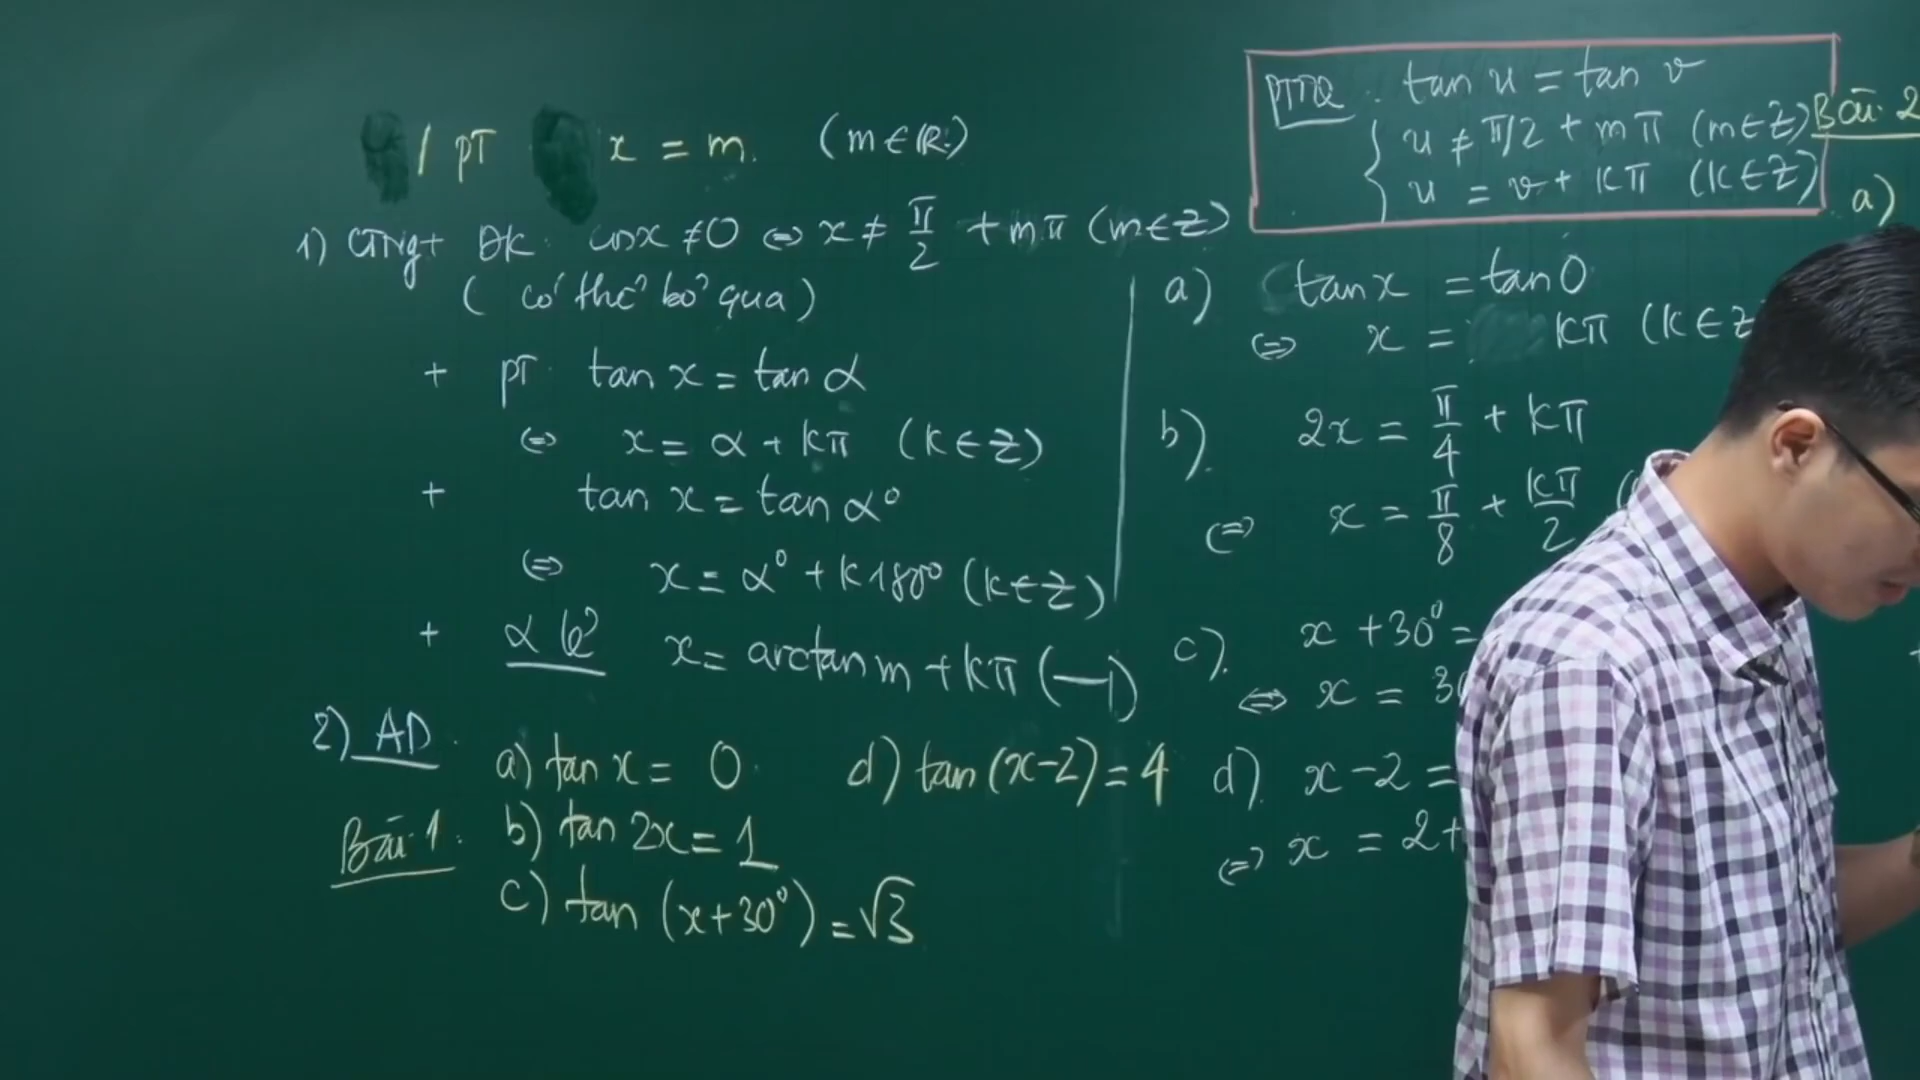 / pT x = m. (m ∈ R)
1) CTNgt ĐK: cosx ≠ 0 ⇔ x ≠ π/2 + mπ (m ∈ Z)
(có thể bỏ qua)
+ pT. tan x = tan α
⇔ x = α + kπ (k ∈ Z)
+ tan x = tan α°
⇔ x = α° + k180° (k ∈ Z)
+ α lẻ x = arctan m + kπ (—1)
2) AD.
Bài 1.
a) tan x = 0.
b) tan 2x = 1
c) tan (x+30°) = √3
d) tan (x-2) = 4
PTTQ. tan u = tan v
{ u ≠ π/2 + mπ (m ∈ Z)
u = v + kπ (k ∈ Z)
a) tan x = tan 0
⇔ x = kπ (k ∈ Z
b). 2x = π/4 + kπ
⇔ x = π/8 + kπ/2 (
c). x + 30° =
⇔ x = 3
d). x - 2 =
⇔ x = 2 +
Bài 2
a)